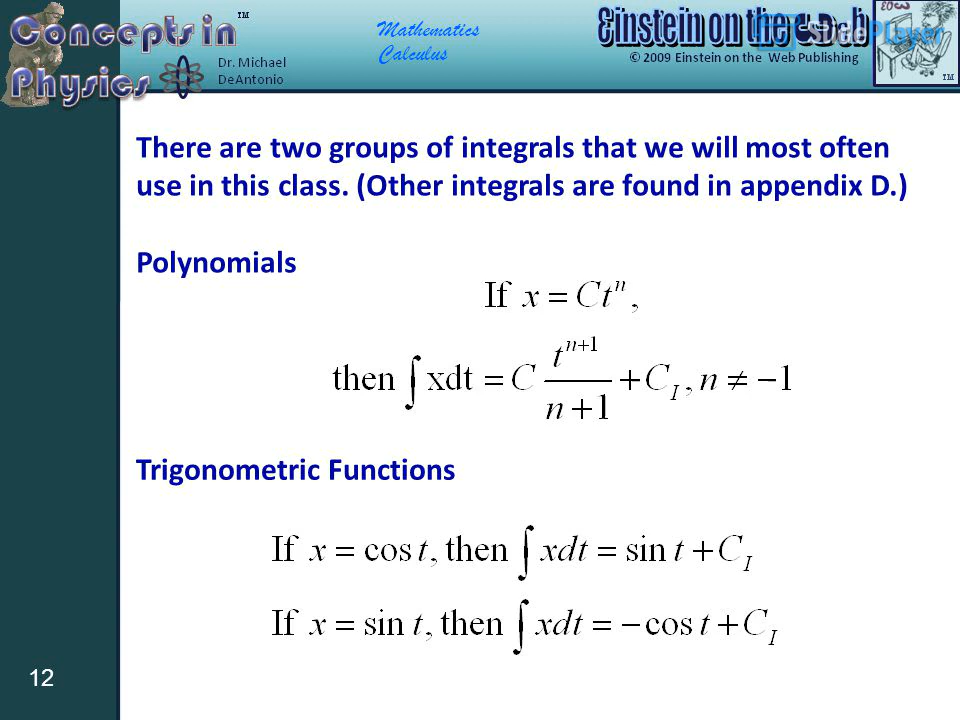 Concepts in ™
Physics
Dr. Michael
DeAntonio
Mathematics
Calculus
Einstein on the
© 2009 Einstein on the Web Publishing
™
There are two groups of integrals that we will most often
use in this class. (Other integrals are found in appendix D.)
Polynomials
If x = Ctⁿ,
then ∫ xdt = C t^(n+1)/(n+1) + C_I, n ≠ −1
Trigonometric Functions
If x = cos t, then ∫ xdt = sin t + C_I
If x = sin t, then ∫ xdt = −cos t + C_I
12